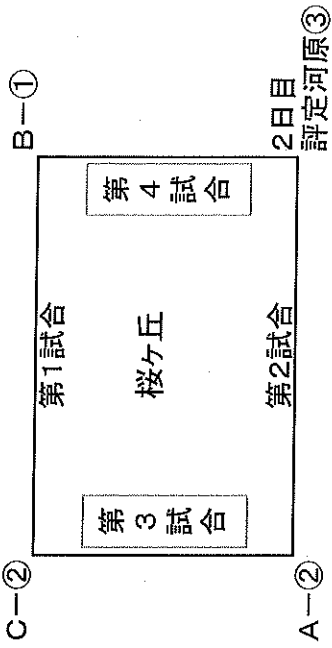 C―②
B―①
第1試合
第3試合
桜ヶ丘
第4試合
第2試合
A―②
2日目
評定河原③